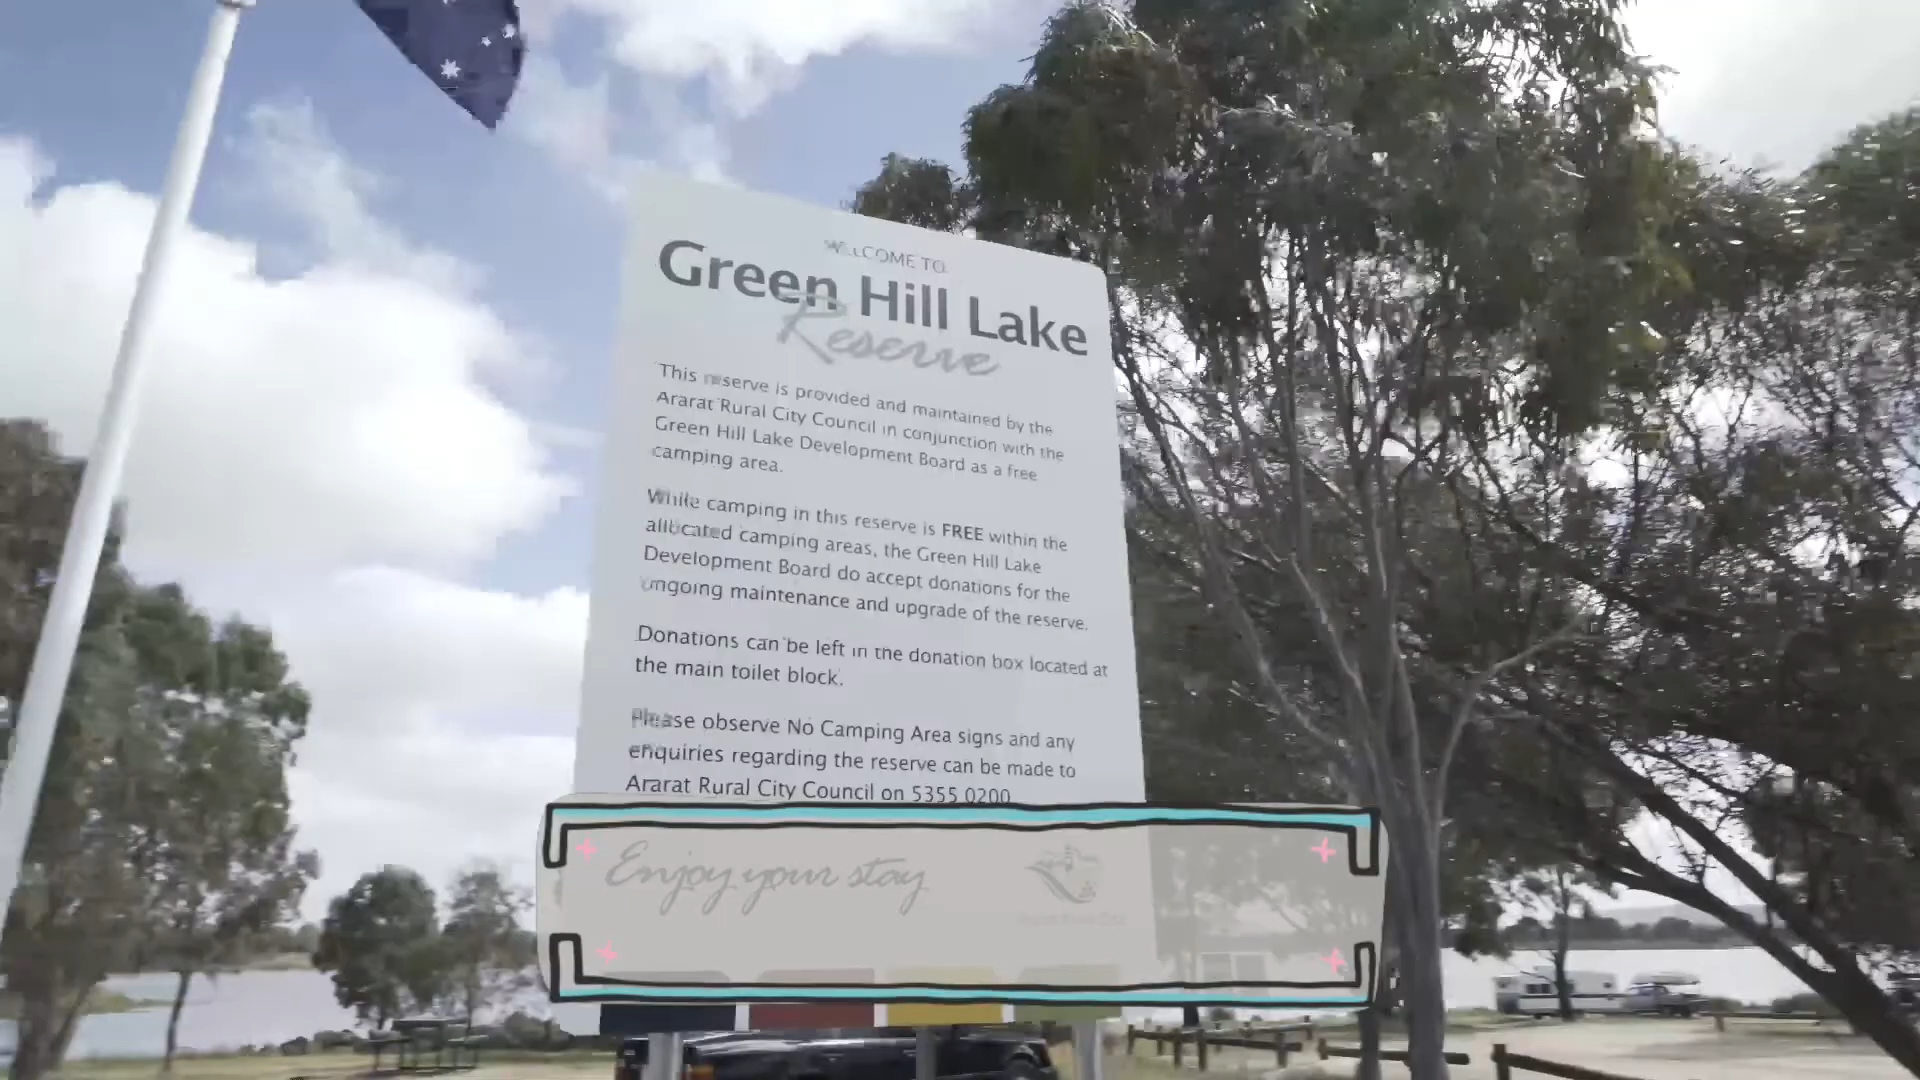 WELCOME TO
Green Hill Lake
Reserve
This reserve is provided and maintained by the
Ararat Rural City Council in conjunction with the
Green Hill Lake Development Board as a free
camping area.
While camping in this reserve is FREE within the
allocated camping areas, the Green Hill Lake
Development Board do accept donations for the
ongoing maintenance and upgrade of the reserve.
Donations can be left in the donation box located at
the main toilet block.
Please observe No Camping Area signs and any
enquiries regarding the reserve can be made to
Ararat Rural City Council on 5355 0200
Enjoy your stay